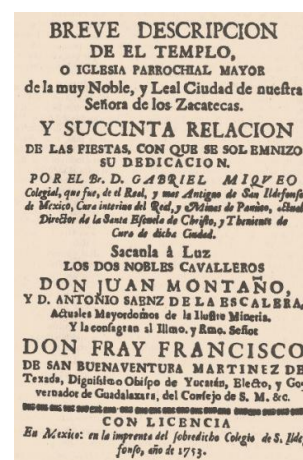 BREVE DESCRIPCION
DE EL TEMPLO,
O IGLESIA PARROCHIAL MAYOR
de la muy Noble, y Leal Ciudad de nuestra
Señora de los Zacatecas.
Y SUCCINTA RELACION
DE LAS FIESTAS, CON QUE SE SOLEMNIZO
SU DEDICACION.
POR EL Br. D. GABRIEL MIQVEO
Colegial, que fue, de el Real, y mas Antiguo de San Ildefonso
de Mexico, Cura interino del Real, y Minas de Panuco, actual
Director de la Santa Escuela de Christo, y Theniente de
Cura de dicha Ciudad.
Sacanla á Luz
LOS DOS NOBLES CAVALLEROS
DON JUAN MONTAÑO,
Y D. ANTONIO SAENZ DE LA ESCALERA,
Actuales Mayordomos de la Ilustre Mineria.
Y la consagran al Illmo. y Rmo. Señor
DON FRAY FRANCISCO
DE SAN BUENAVENTURA MARTINEZ DE
Texada, Dignissimo Obispo de Yucatán, Electo, y Go-
vernador de Guadalaxara, del Consejo de S. M. &c.
CON LICENCIA
En Mexico: en la imprenta del sobredicho Colegio de S. Ilde-
fonso, año de 1753.